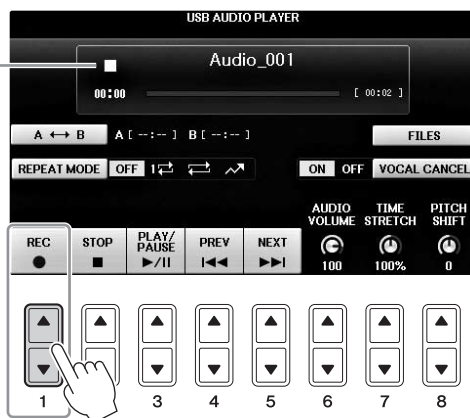 USB AUDIO PLAYER
Audio_001
00:00 [ 00:02 ]
A ↔ B A [ --:-- ] B [ --:-- ] FILES
REPEAT MODE OFF 1 ON OFF VOCAL CANCEL
AUDIO VOLUME TIME STRETCH PITCH SHIFT
REC STOP PLAY/PAUSE PREV NEXT 100 100% 0
1 3 4 5 6 7 8